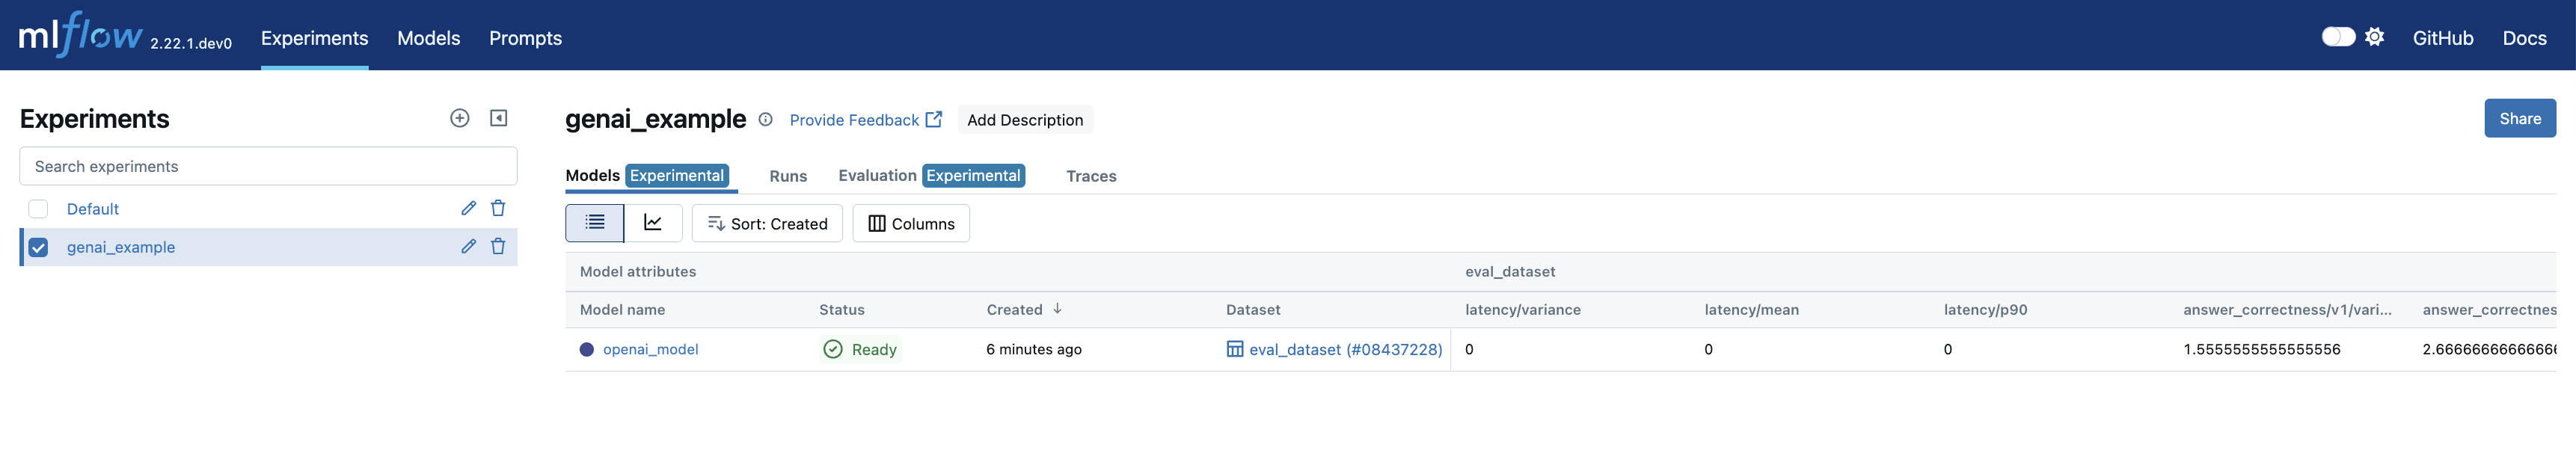 mlflow 2.22.1.dev0 Experiments Models Prompts GitHub Docs
Experiments
Search experiments
Default
genai_example
genai_example Provide Feedback Add Description Share
Models Experimental Runs Evaluation Experimental Traces
Sort: Created Columns
Model attributes eval_dataset
Model name Status Created Dataset latency/variance latency/mean latency/p90 answer_correctness/v1/vari... answer_correctnes
openai_model Ready 6 minutes ago eval_dataset (#08437228) 0 0 0 1.5555555555555556 2.6666666666666